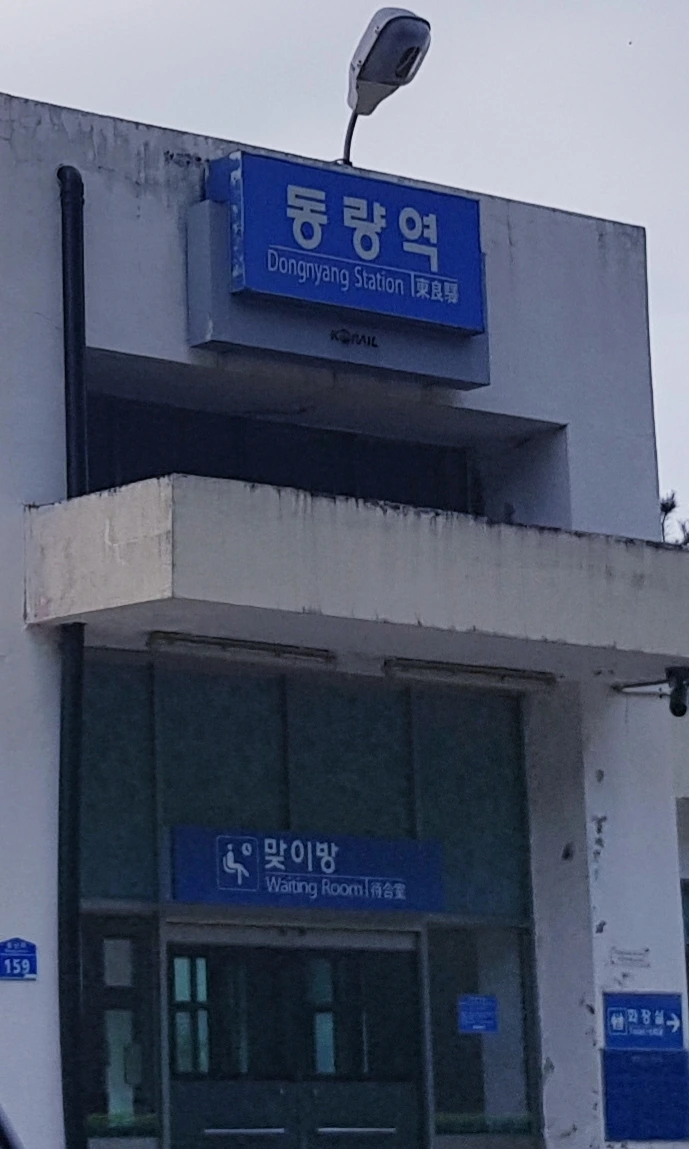 동량역
Dongnyang Station 東良驛
KORAIL
맞이방
Waiting Room 待合室
159
화장실